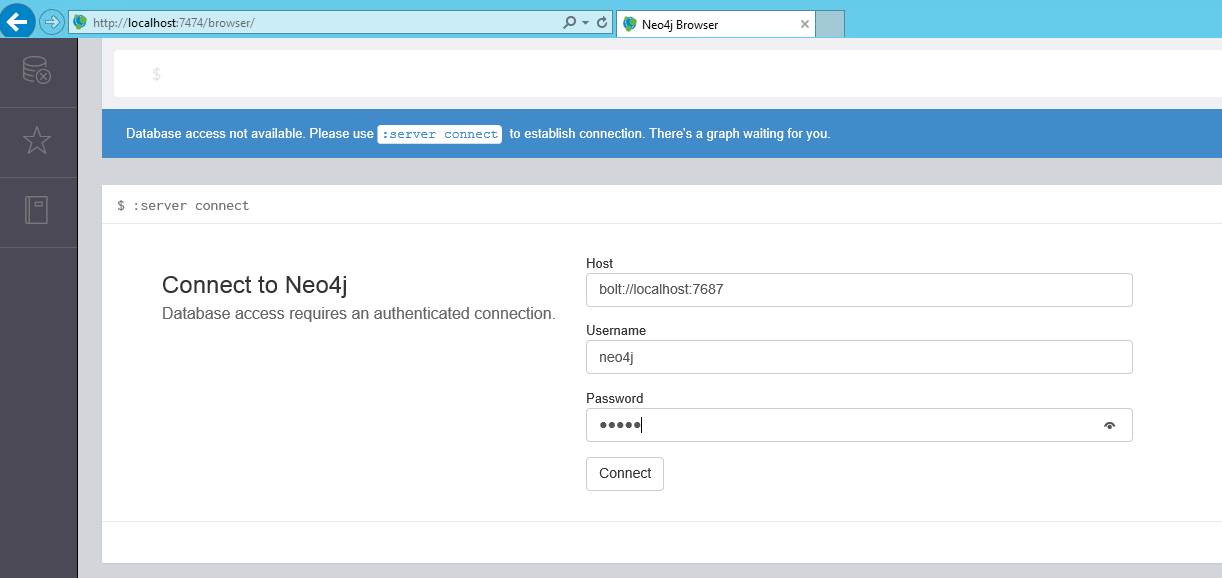 http://localhost:7474/browser/
Neo4j Browser
$
Database access not available. Please use :server connect to establish connection. There's a graph waiting for you.
$ :server connect
Connect to Neo4j
Database access requires an authenticated connection.
Host
bolt://localhost:7687
Username
neo4j
Password
●●●●●
Connect